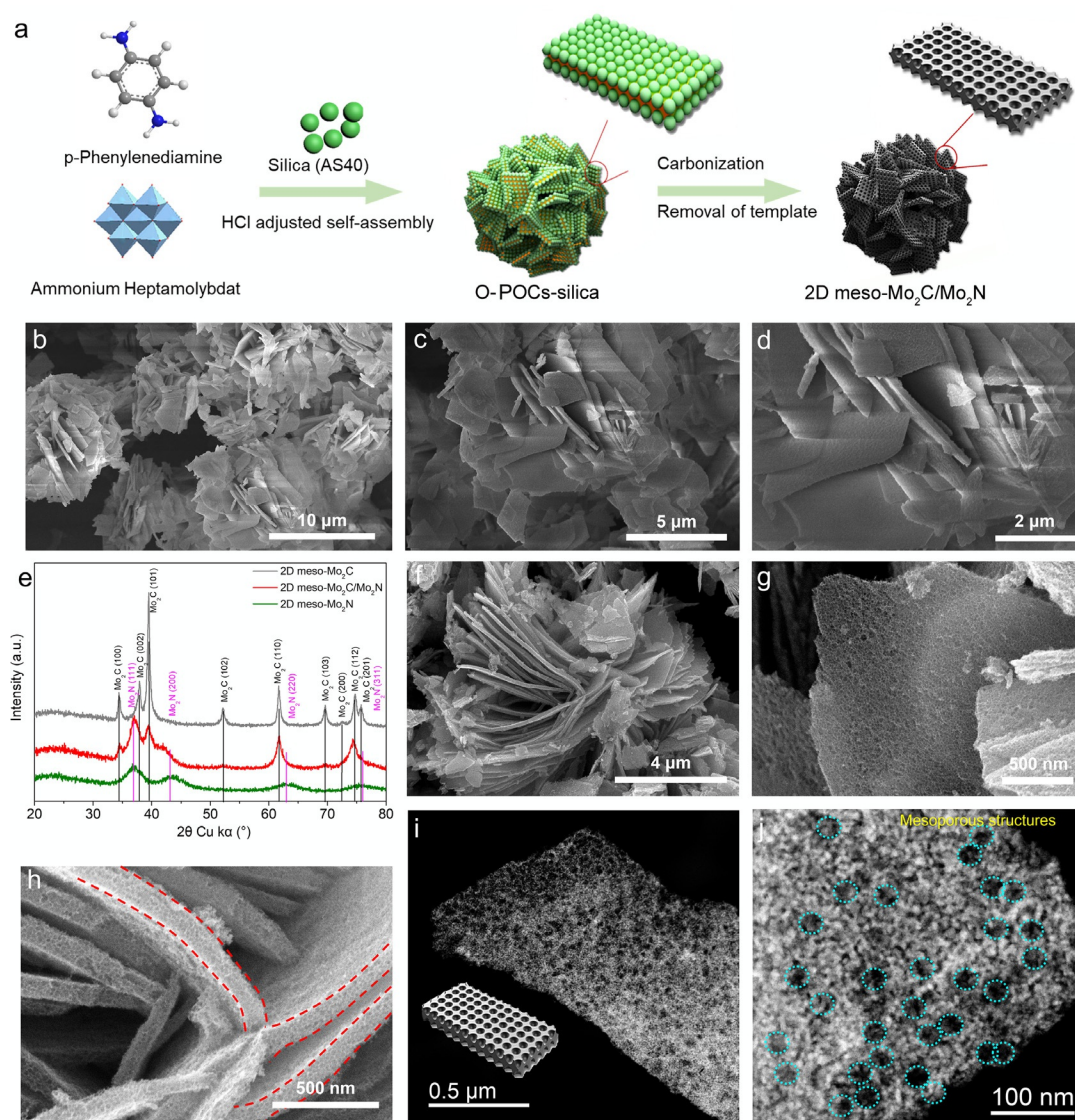 a
p-Phenylenediamine
Ammonium Heptamolybdat
Silica (AS40)
HCl adjusted self-assembly
O-POCs-silica
Carbonization
Removal of template
2D meso-Mo₂C/Mo₂N
b
10 µm
c
5 µm
d
2 µm
e
Intensity (a.u.)
2D meso-Mo₂C
2D meso-Mo₂C/Mo₂N
2D meso-Mo₂N
Mo₂C (100)
Mo₂N (111)
Mo₂C (002)
Mo₂C (101)
Mo₂N (200)
Mo₂C (102)
Mo₂C (110)
Mo₂N (220)
Mo₂C (103)
Mo₂C (200)
Mo₂C (112)
Mo₂C (201)
Mo₂N (311)
20 30 40 50 60 70 80
2θ Cu kα (°)
f
4 µm
g
500 nm
h
500 nm
i
0.5 µm
j
Mesoporous structures
100 nm